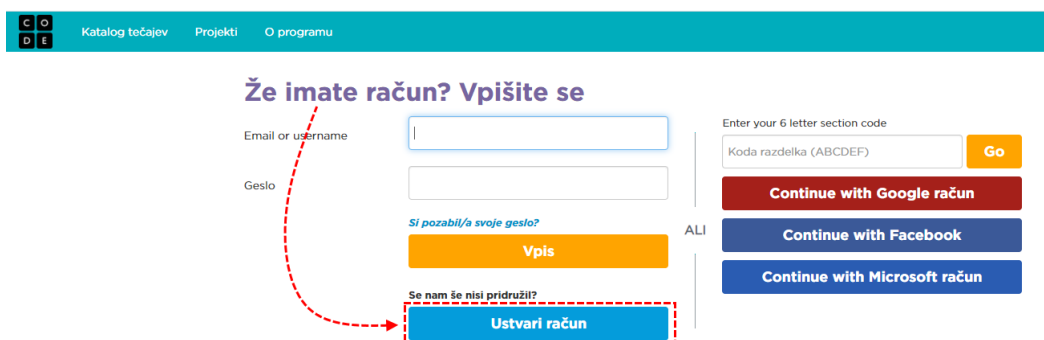 C O
D E
Katalog tečajev Projekti O programu
Že imate račun? Vpišite se
Email or username
Geslo
Si pozabil/a svoje geslo?
Vpis
Se nam še nisi pridružil?
Ustvari račun
ALI
Enter your 6 letter section code
Koda razdelka (ABCDEF) Go
Continue with Google račun
Continue with Facebook
Continue with Microsoft račun